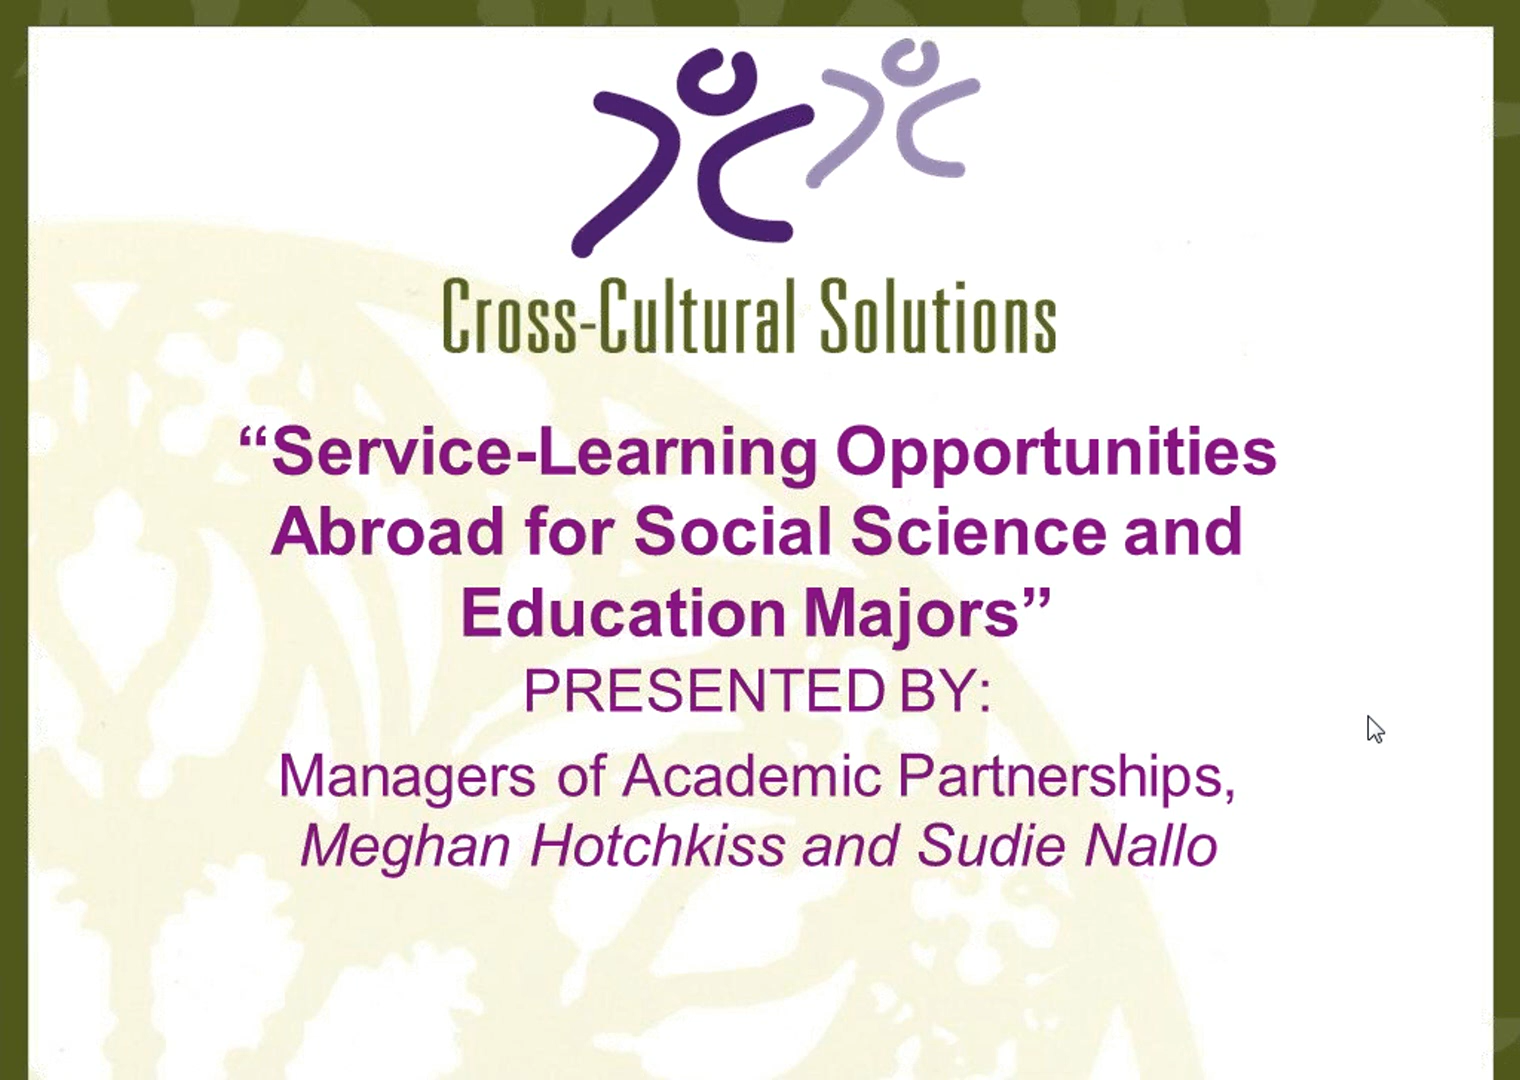 Cross-Cultural Solutions
“Service-Learning Opportunities
Abroad for Social Science and
Education Majors”
PRESENTED BY:
Managers of Academic Partnerships,
Meghan Hotchkiss and Sudie Nallo